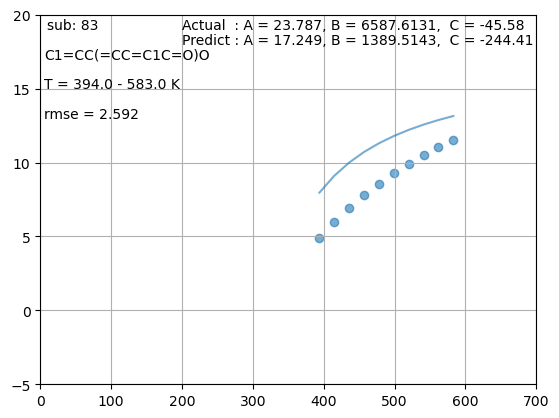 sub: 83
Actual : A = 23.787, B = 6587.6131, C = -45.58
Predict : A = 17.249, B = 1389.5143, C = -244.41
C1=CC(=CC=C1C=O)O
T = 394.0 - 583.0 K
rmse = 2.592
20
15
10
5
0
−5
0 100 200 300 400 500 600 700